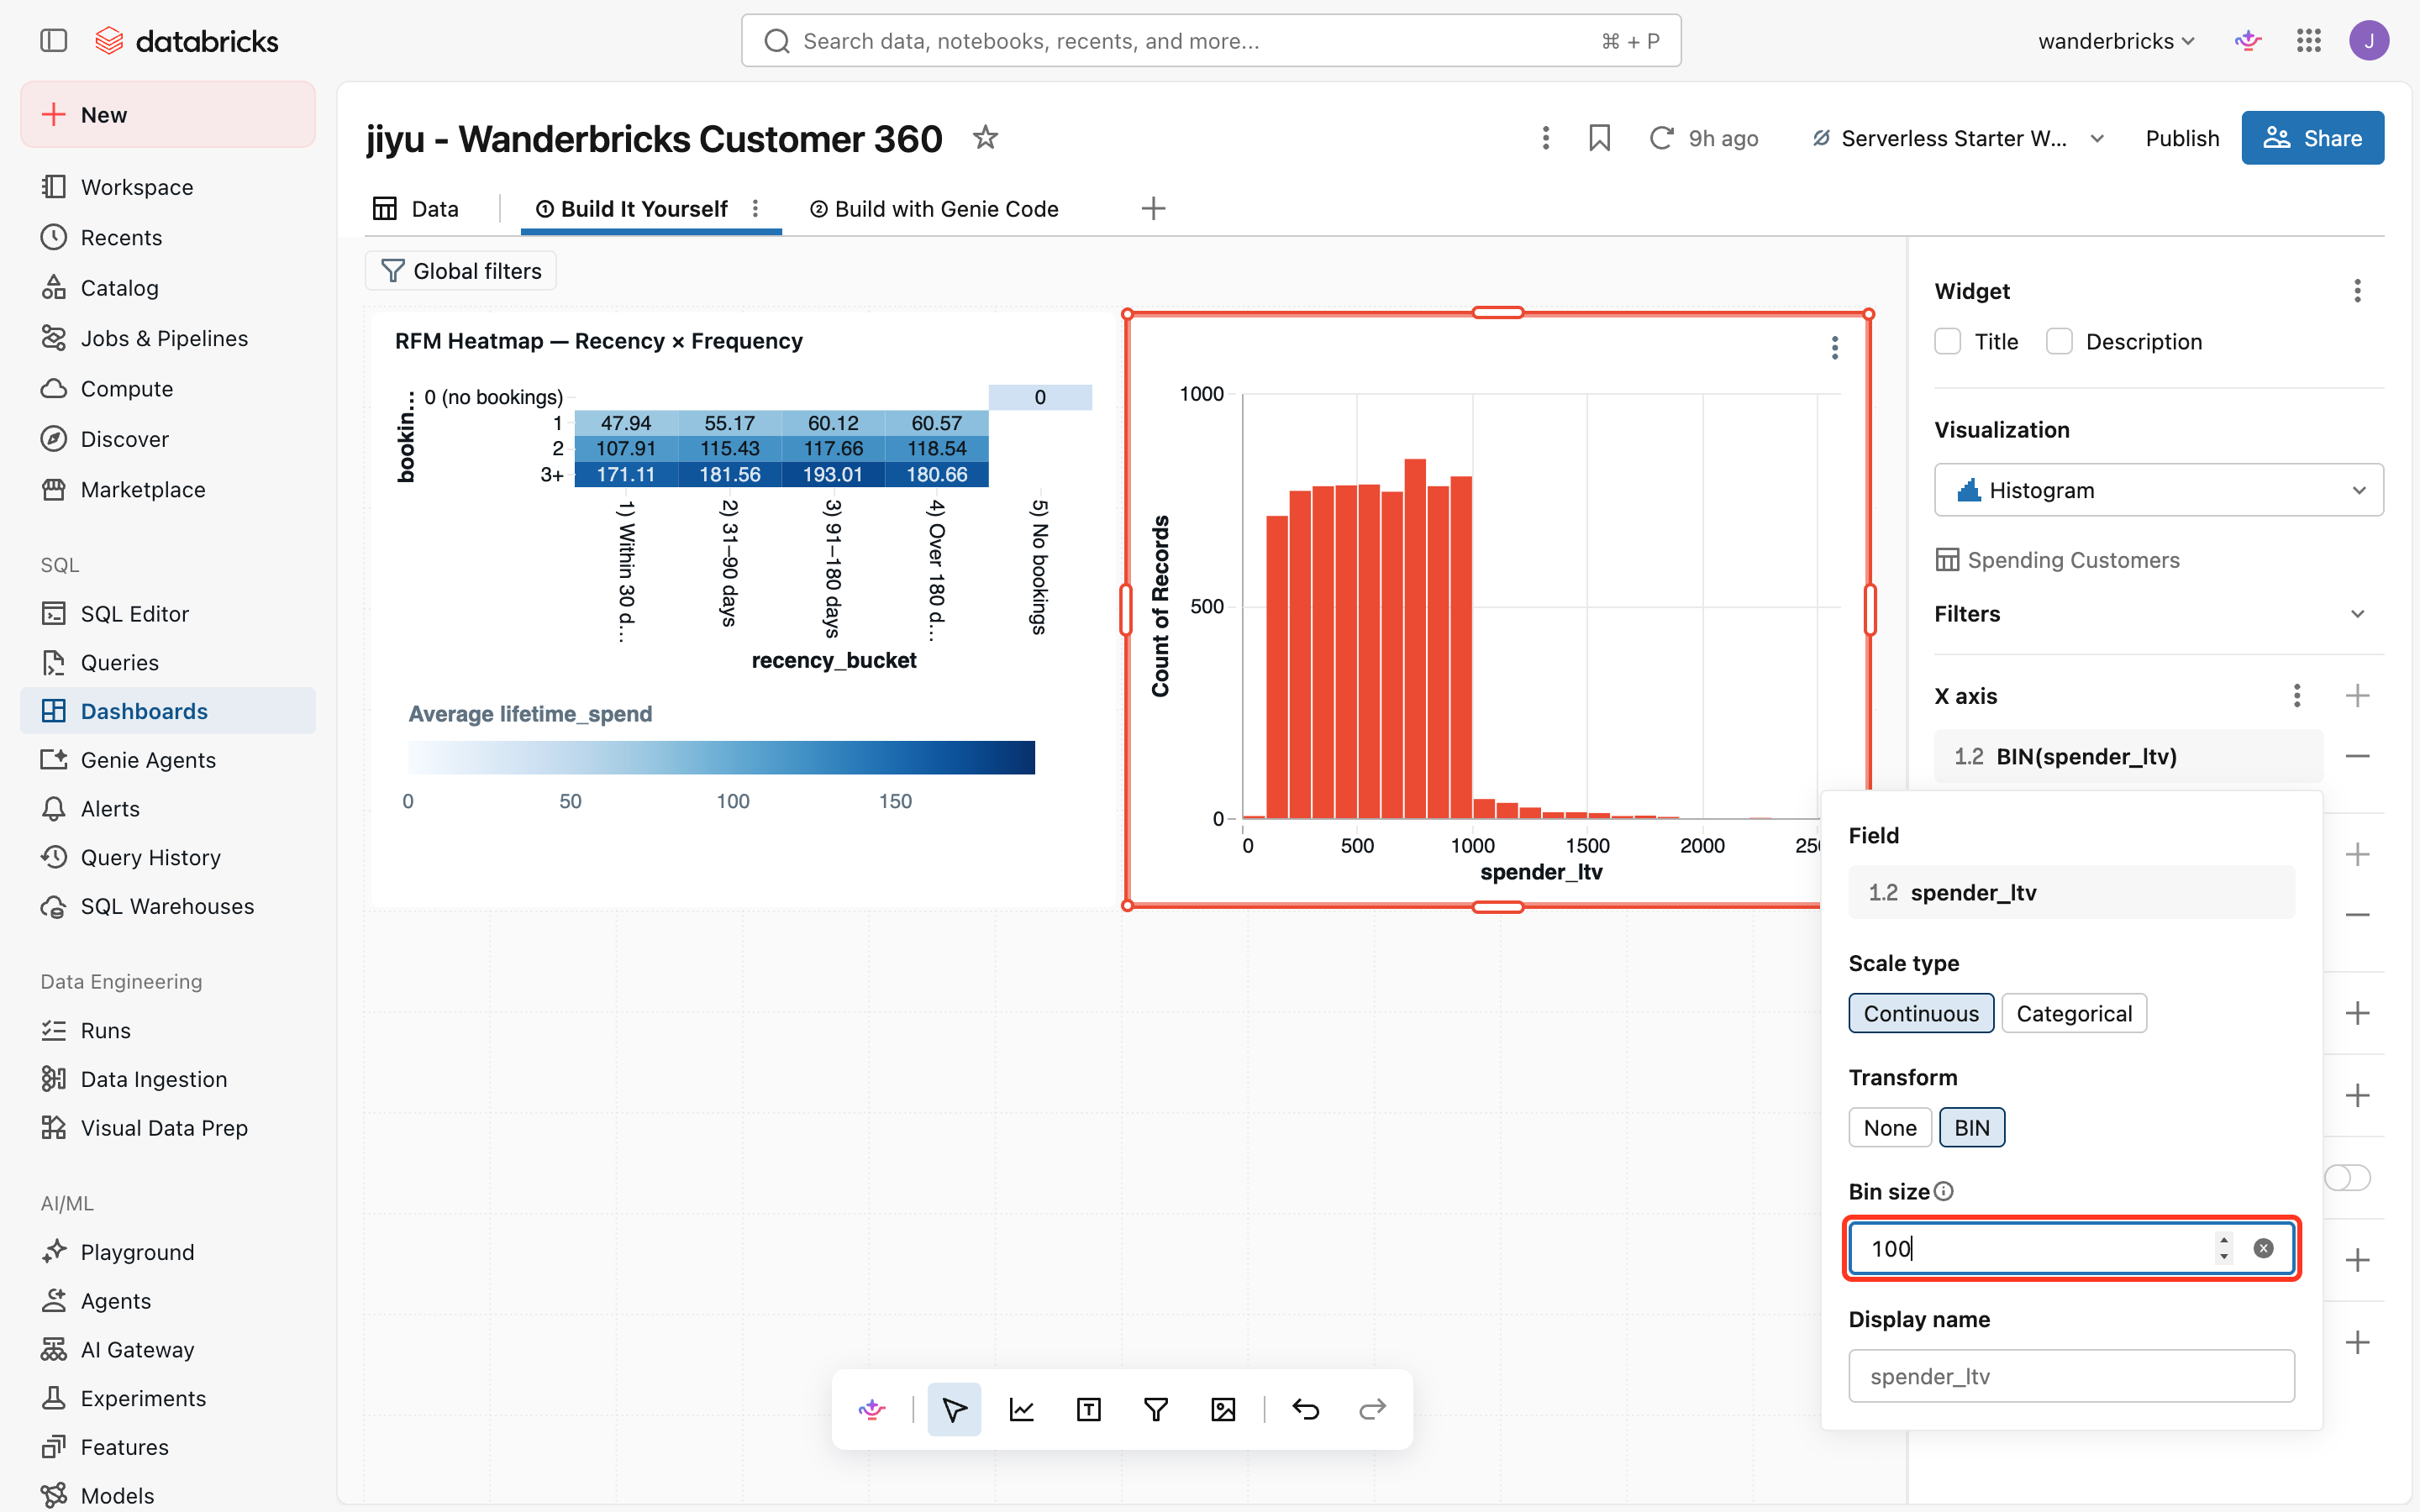 databricks
Search data, notebooks, recents, and more...
⌘ + P
wanderbricks
J
New
Workspace
Recents
Catalog
Jobs & Pipelines
Compute
Discover
Marketplace
SQL
SQL Editor
Queries
Dashboards
Genie Agents
Alerts
Query History
SQL Warehouses
Data Engineering
Runs
Data Ingestion
Visual Data Prep
AI/ML
Playground
Agents
AI Gateway
Experiments
Features
Models
jiyu - Wanderbricks Customer 360
9h ago
Serverless Starter W...
Publish
Share
Data
① Build It Yourself
② Build with Genie Code
Global filters
RFM Heatmap — Recency × Frequency
bookin...
0 (no bookings)
0
1
47.94 55.17 60.12 60.57
2
107.91 115.43 117.66 118.54
3+
171.11 181.56 193.01 180.66
1) Within 30 d...
2) 31–90 days
3) 91–180 days
4) Over 180 d...
5) No bookings
recency_bucket
Average lifetime_spend
0 50 100 150
Count of Records
1000
500
0
0 500 1000 1500 2000 250
spender_ltv
Widget
Title
Description
Visualization
Histogram
Spending Customers
Filters
X axis
1.2 BIN(spender_ltv)
Field
1.2 spender_ltv
Scale type
Continuous
Categorical
Transform
None
BIN
Bin size
100
Display name
spender_ltv